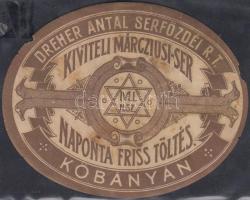 DREHER ANTAL SERFŐZDÉI R.T.
KIVITELI MÁRCZIUSI-SER
NAPONTA FRISS TÖLTÉS.
KŐBÁNYÁN